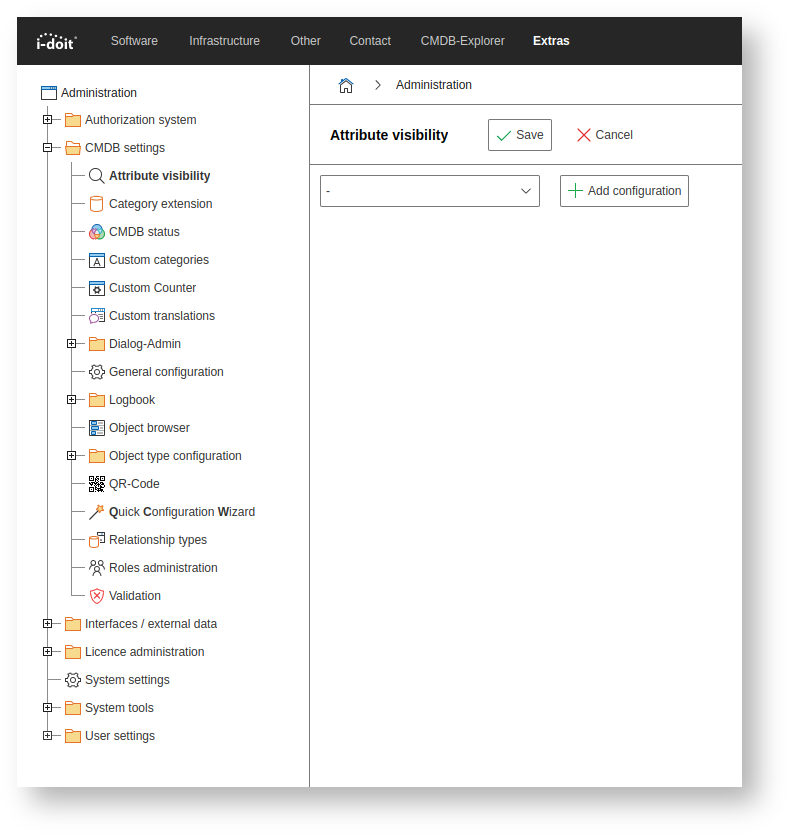 i-doit Software Infrastructure Other Contact CMDB-Explorer Extras
Administration
Authorization system
CMDB settings
Attribute visibility
Category extension
CMDB status
Custom categories
Custom Counter
Custom translations
Dialog-Admin
General configuration
Logbook
Object browser
Object type configuration
QR-Code
Quick Configuration Wizard
Relationship types
Roles administration
Validation
Interfaces / external data
Licence administration
System settings
System tools
User settings
Administration
Attribute visibility Save Cancel
- Add configuration